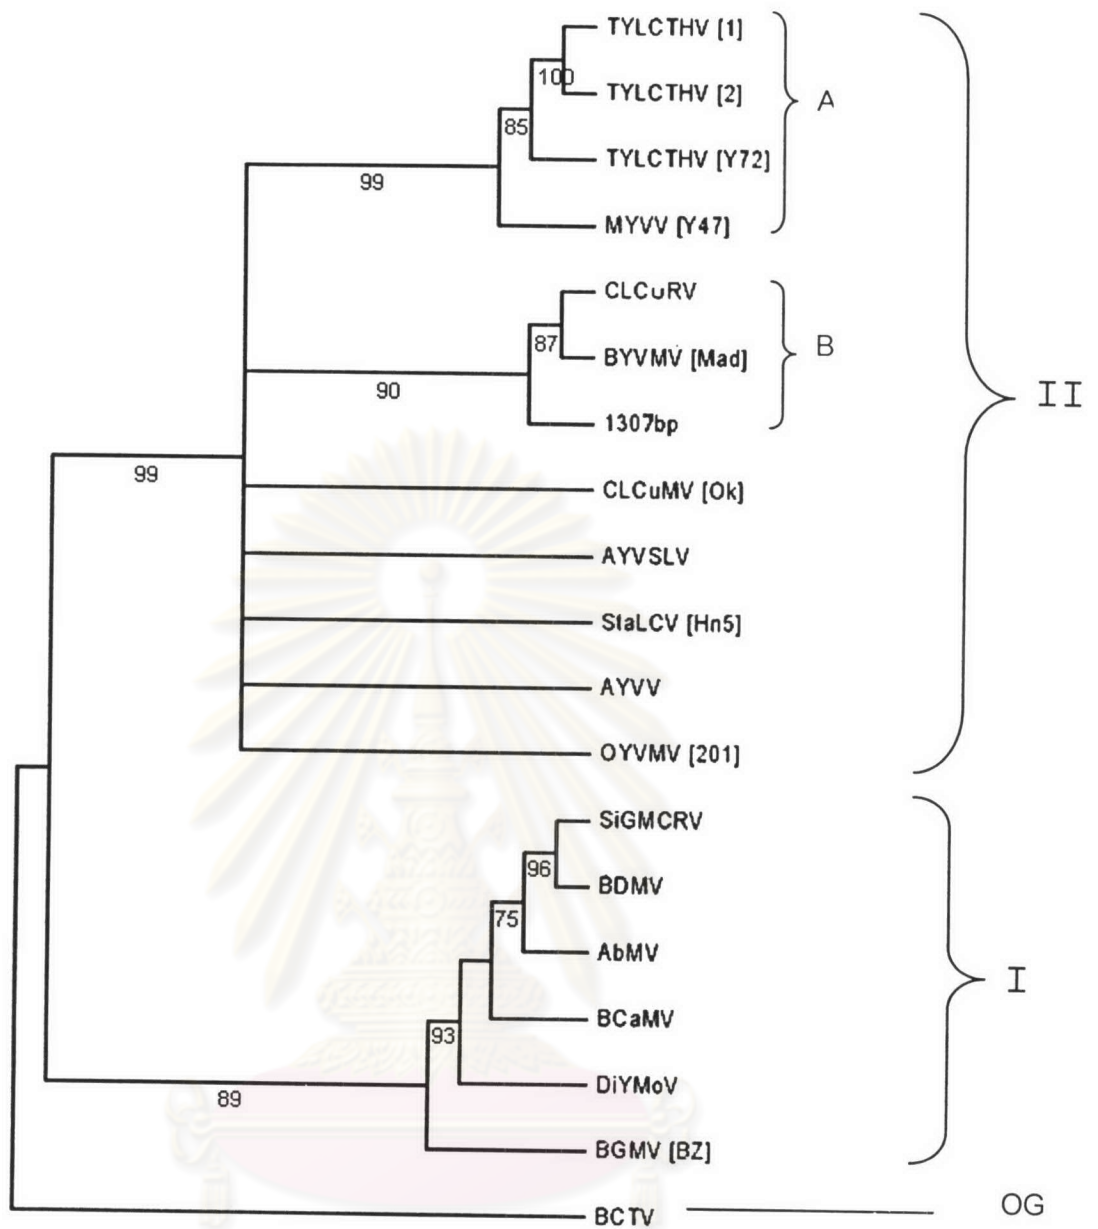 TYLCTHV [1]
100
TYLCTHV [2]
A
85
TYLCTHV [Y72]
99
MYVV [Y47]
CLCuRV
87
BYVMV [Mad]
B
90
II
1307bp
99
CLCuMV [Ok]
AYVSLV
StaLCV [Hn5]
AYVV
OYVMV [201]
SiGMCRV
96
BDMV
75
AbMV
I
BCaMV
93
DiYMoV
89
BGMV [BZ]
BCTV
OG